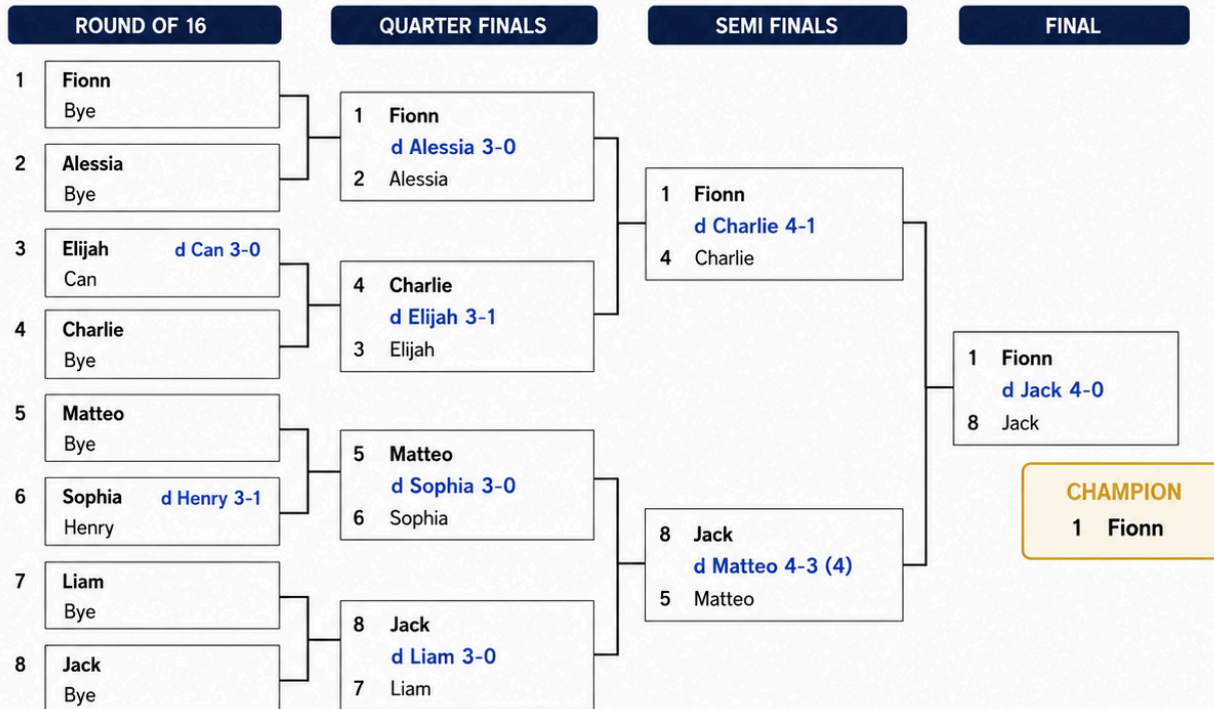 ROUND OF 16
QUARTER FINALS
SEMI FINALS
FINAL
1 Fionn
Bye
2 Alessia
Bye
3 Elijah d Can 3-0
Can
4 Charlie
Bye
5 Matteo
Bye
6 Sophia d Henry 3-1
Henry
7 Liam
Bye
8 Jack
Bye
1 Fionn
d Alessia 3-0
2 Alessia
4 Charlie
d Elijah 3-1
3 Elijah
5 Matteo
d Sophia 3-0
6 Sophia
8 Jack
d Liam 3-0
7 Liam
1 Fionn
d Charlie 4-1
4 Charlie
8 Jack
d Matteo 4-3 (4)
5 Matteo
1 Fionn
d Jack 4-0
8 Jack
CHAMPION
1 Fionn